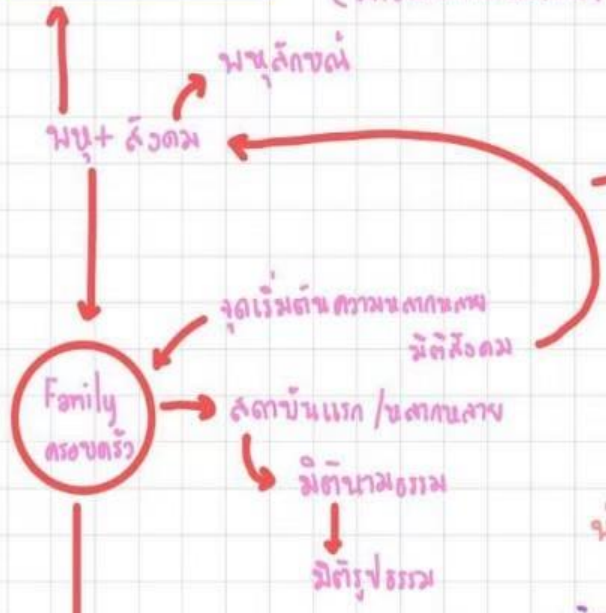 พหุลักษณ์
พหุ+ สังคม
จุดเริ่มต้นความหลากหลาย
มิติสังคม
Family
ครอบครัว
สถาบันแรก /หลากหลาย
มิตินามธรรม
มิติรูปธรรม